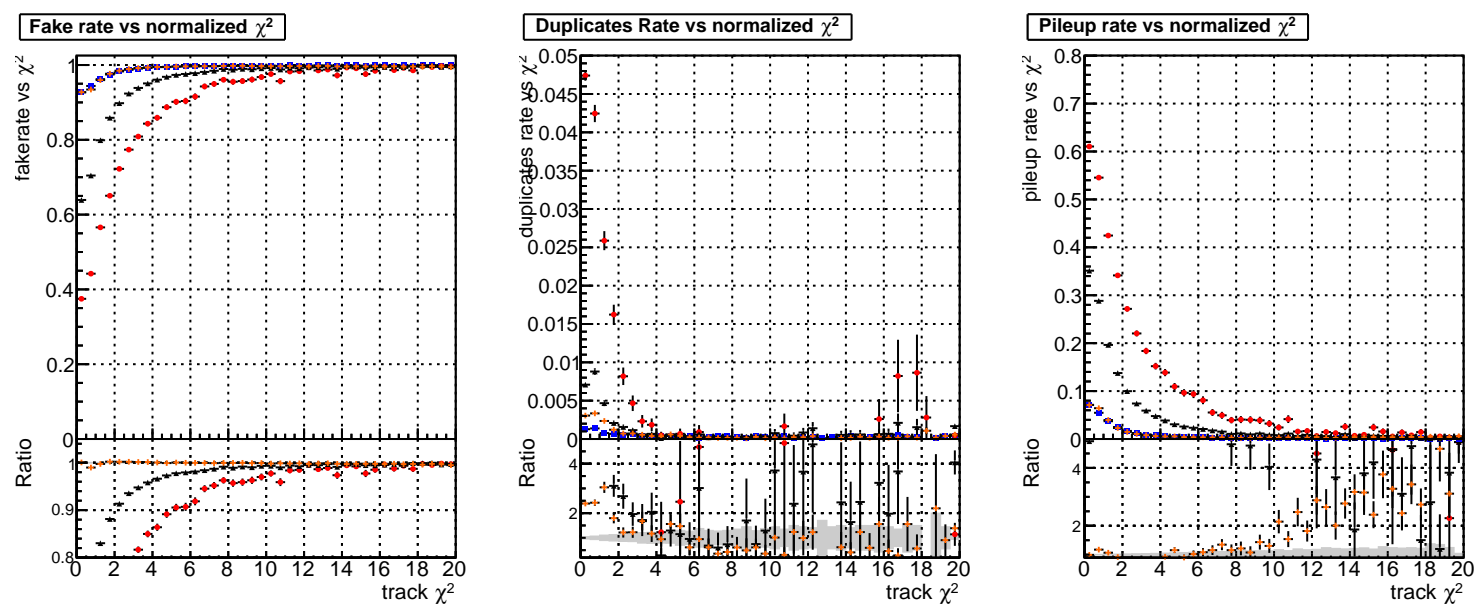 Fake rate vs normalized χ²
fakerate vs χ²
1
0.8
0.6
0.4
0.2
0
Ratio
1
0.9
0.8
0 2 4 6 8 10 12 14 16 18 20
track χ²
Duplicates Rate vs normalized χ²
duplicates rate vs χ²
0.05
0.045
0.04
0.035
0.03
0.025
0.02
0.015
0.01
0.005
0
Ratio
4
2
0 2 4 6 8 10 12 14 16 18 20
track χ²
Pileup rate vs normalized χ²
pileup rate vs χ²
0.8
0.7
0.6
0.5
0.4
0.3
0.2
0.1
0
Ratio
4
2
0 2 4 6 8 10 12 14 16 18 20
track χ²